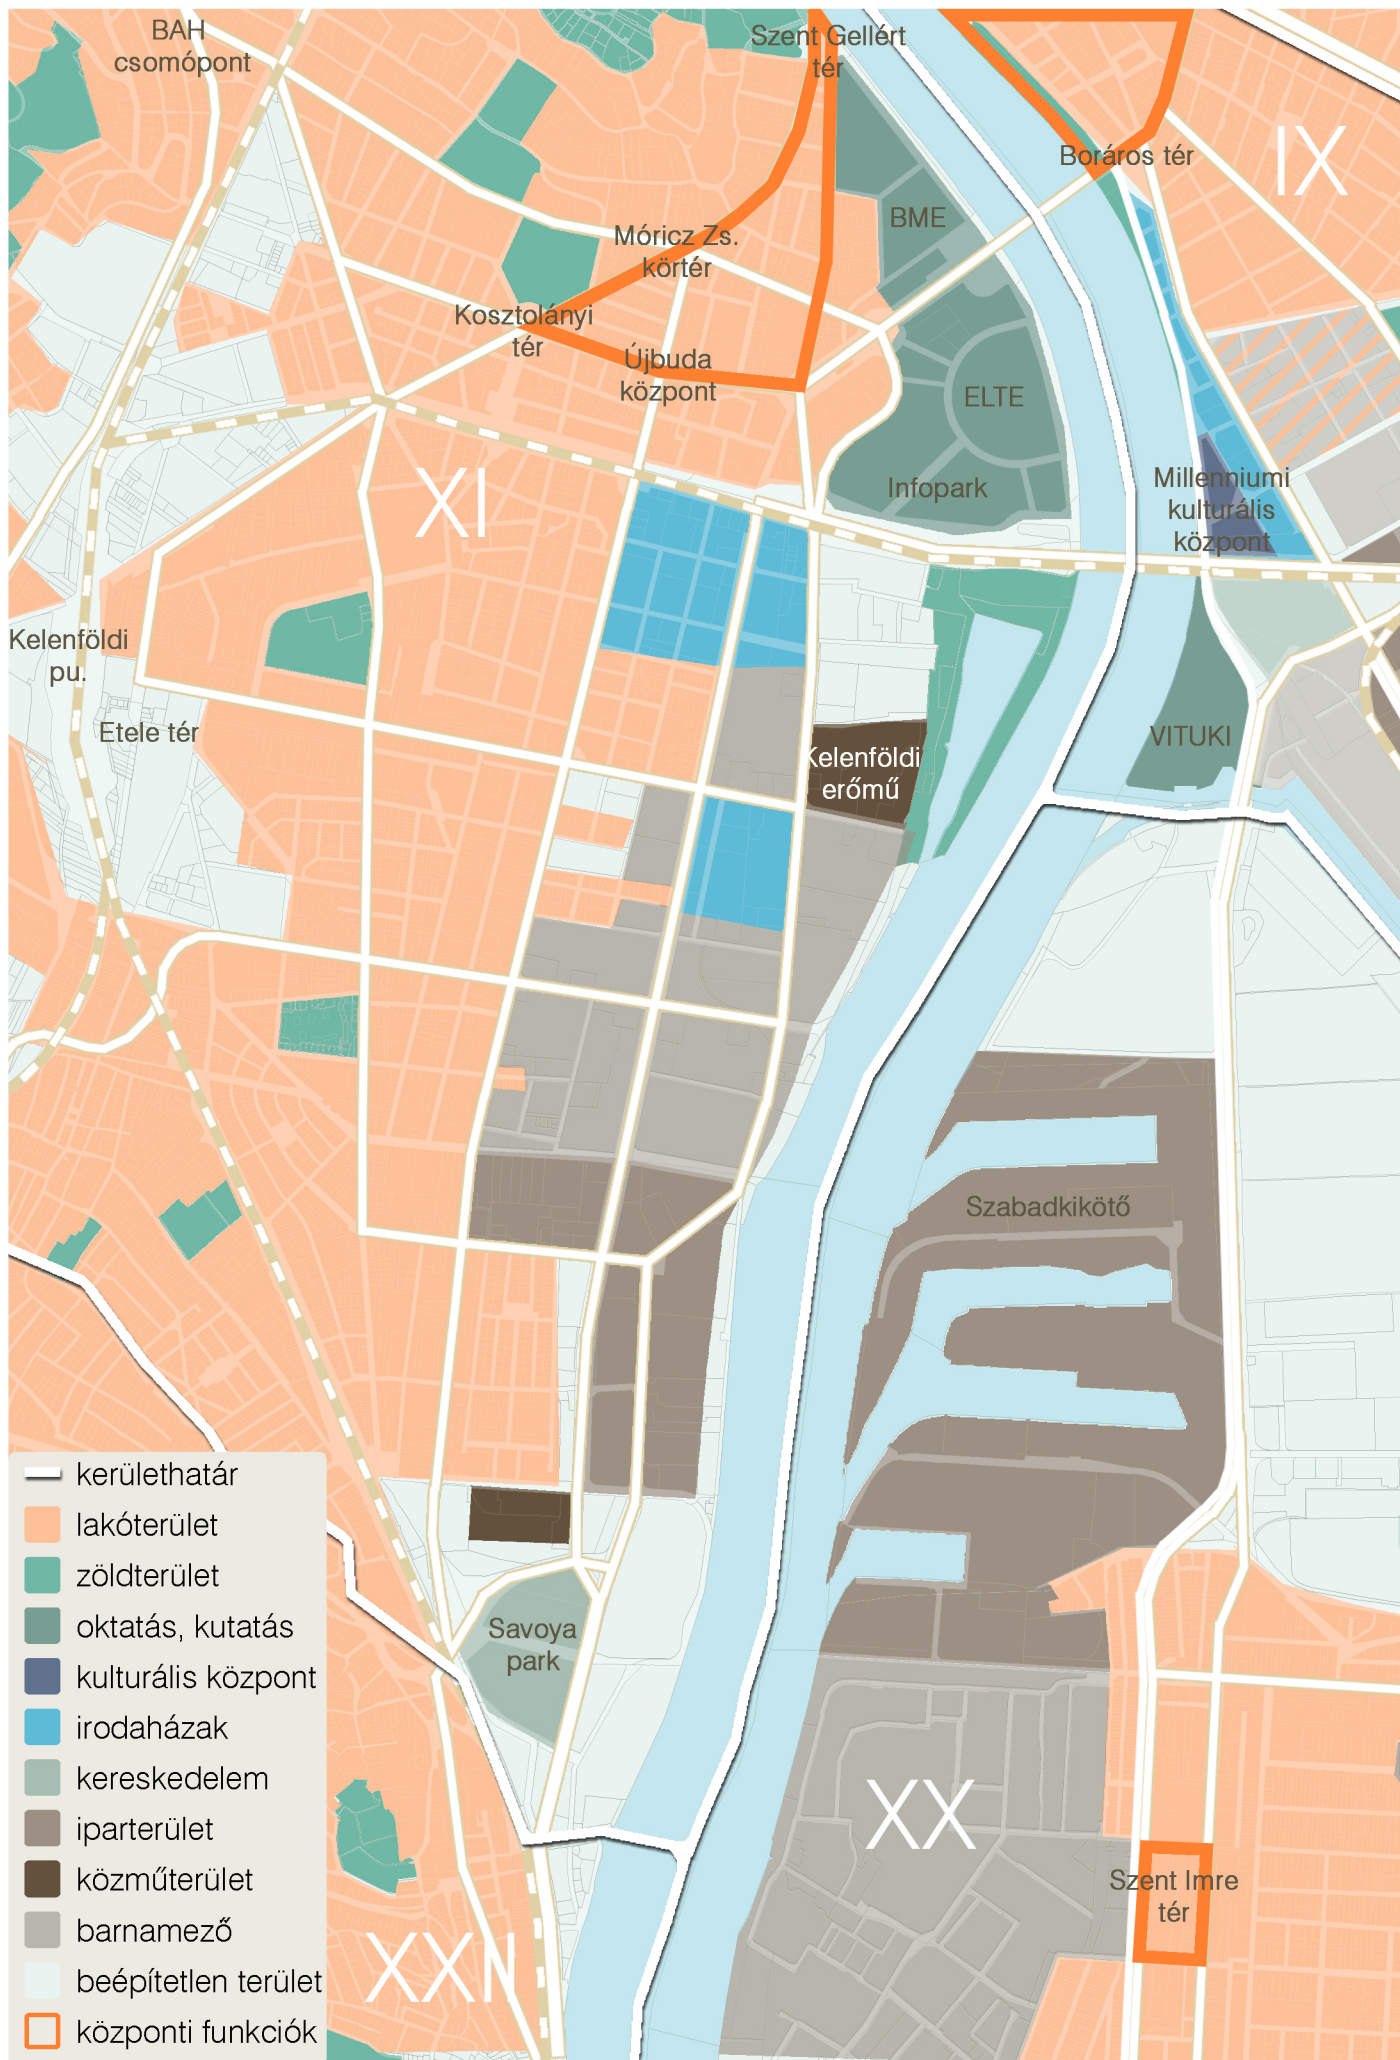 BAH
csomópont
Szent Gellért
tér
IX
Boráros tér
BME
Móricz Zs.
körtér
Kosztolányi
tér
Újbuda
központ
ELTE
Infopark
Millenniumi
kulturális
központ
XI
Kelenföldi
pu.
Etele tér
VITUKI
Kelenföldi
erőmű
Szabadkikötő
Savoya
park
XX
Szent Imre
tér
XXII
kerülethatár
lakóterület
zöldterület
oktatás, kutatás
kulturális központ
irodaházak
kereskedelem
iparterület
közműterület
barnamező
beépítetlen terület
központi funkciók